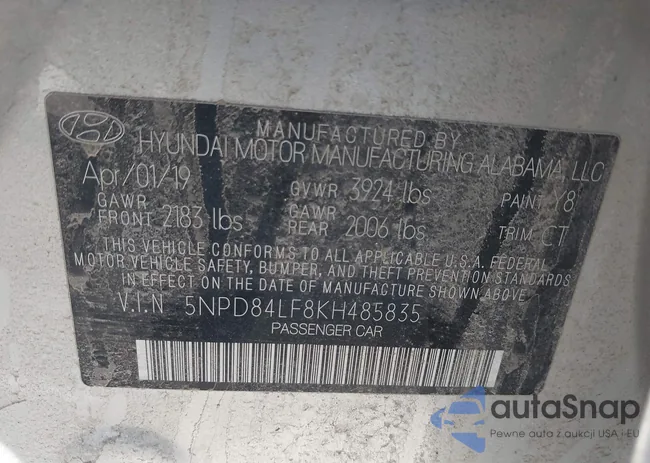 MANUFACTURED BY
HYUNDAI MOTOR MANUFACTURING ALABAMA, LLC
Apr/01/19 GVWR 3924 lbs PAINT Y8
GAWR FRONT 2183 lbs GAWR REAR 2006 lbs TRIM CT
THIS VEHICLE CONFORMS TO ALL APPLICABLE U.S.A. FEDERAL
MOTOR VEHICLE SAFETY, BUMPER, AND THEFT PREVENTION STANDARDS
IN EFFECT ON THE DATE OF MANUFACTURE SHOWN ABOVE.
V.I.N 5NPD84LF8KH485835
PASSENGER CAR
autaSnap
Pewne auta z aukcji USA i EU